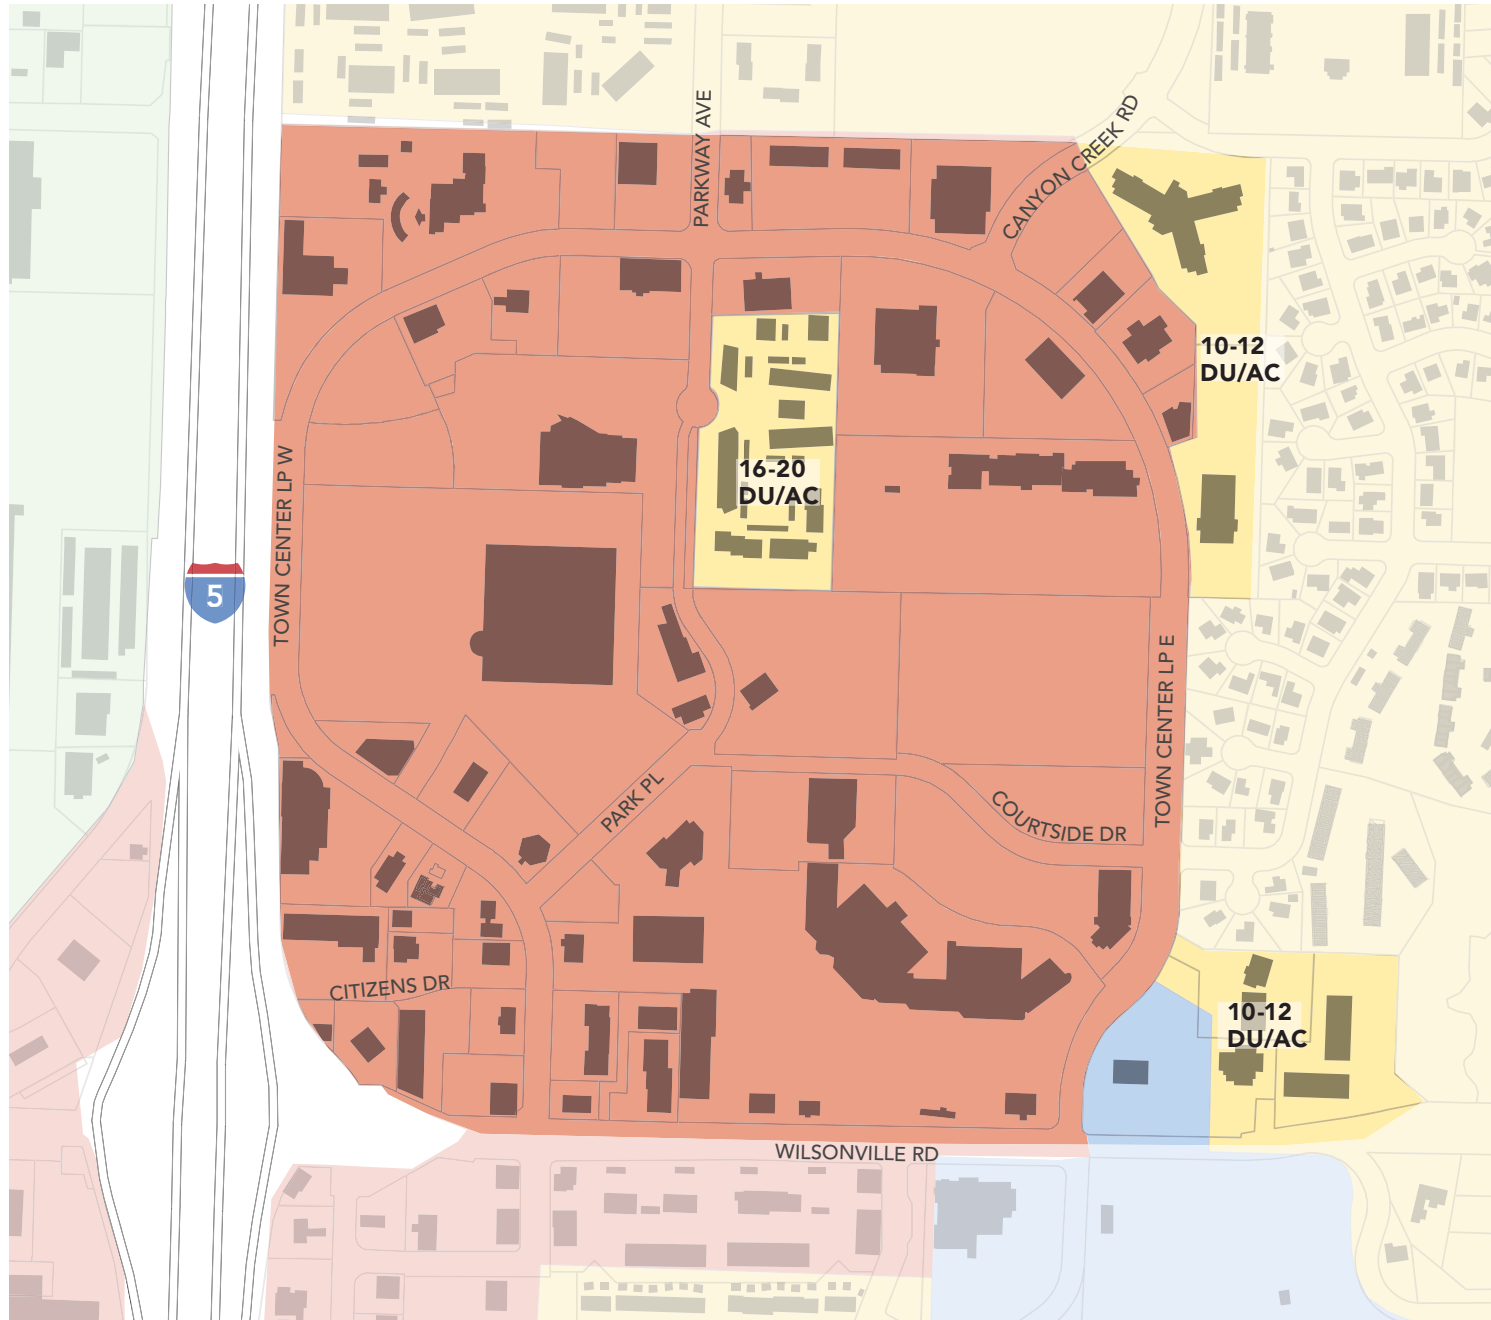 PARKWAY AVE
CANYON CREEK RD
10-12
DU/AC
TOWN CENTER LP W
16-20
DU/AC
5
TOWN CENTER LP E
PARK PL
COURTSIDE DR
CITIZENS DR
10-12
DU/AC
WILSONVILLE RD